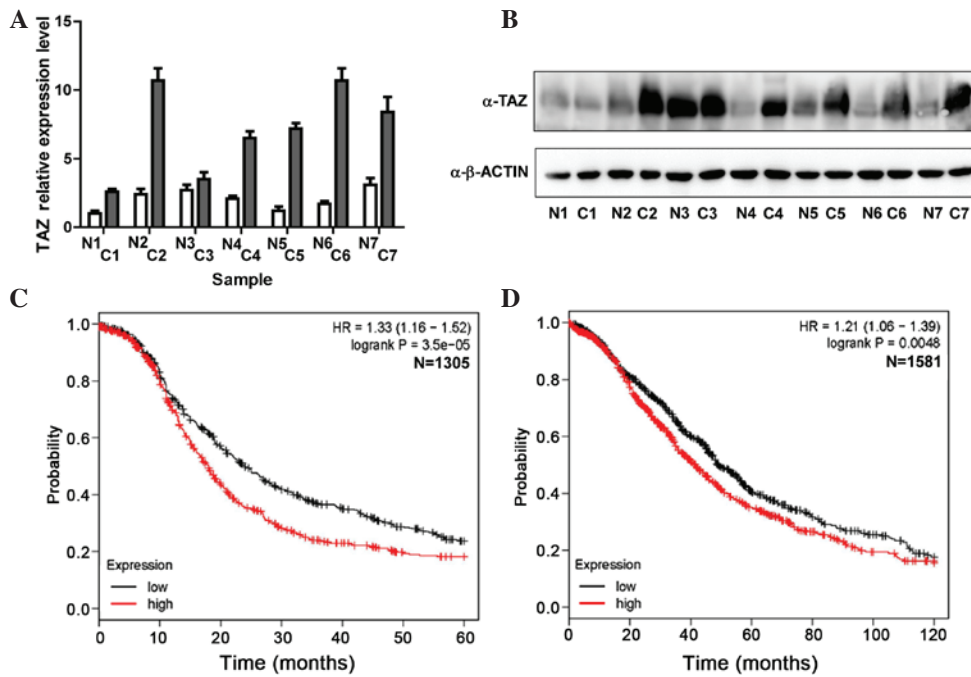 A
TAZ relative expression level
15
10
5
0
N1 N2 N3 N4 N5 N6 N7
C1 C2 C3 C4 C5 C6 C7
Sample
B
α-TAZ
α-β-ACTIN
N1 C1 N2 C2 N3 C3 N4 C4 N5 C5 N6 C6 N7 C7
C
HR = 1.33 (1.16 − 1.52)
logrank P = 3.5e−05
N=1305
Probability
1.0
0.8
0.6
0.4
0.2
0.0
Expression
low
high
0 10 20 30 40 50 60
Time (months)
D
HR = 1.21 (1.06 − 1.39)
logrank P = 0.0048
N=1581
Probability
1.0
0.8
0.6
0.4
0.2
0.0
Expression
low
high
0 20 40 60 80 100 120
Time (months)